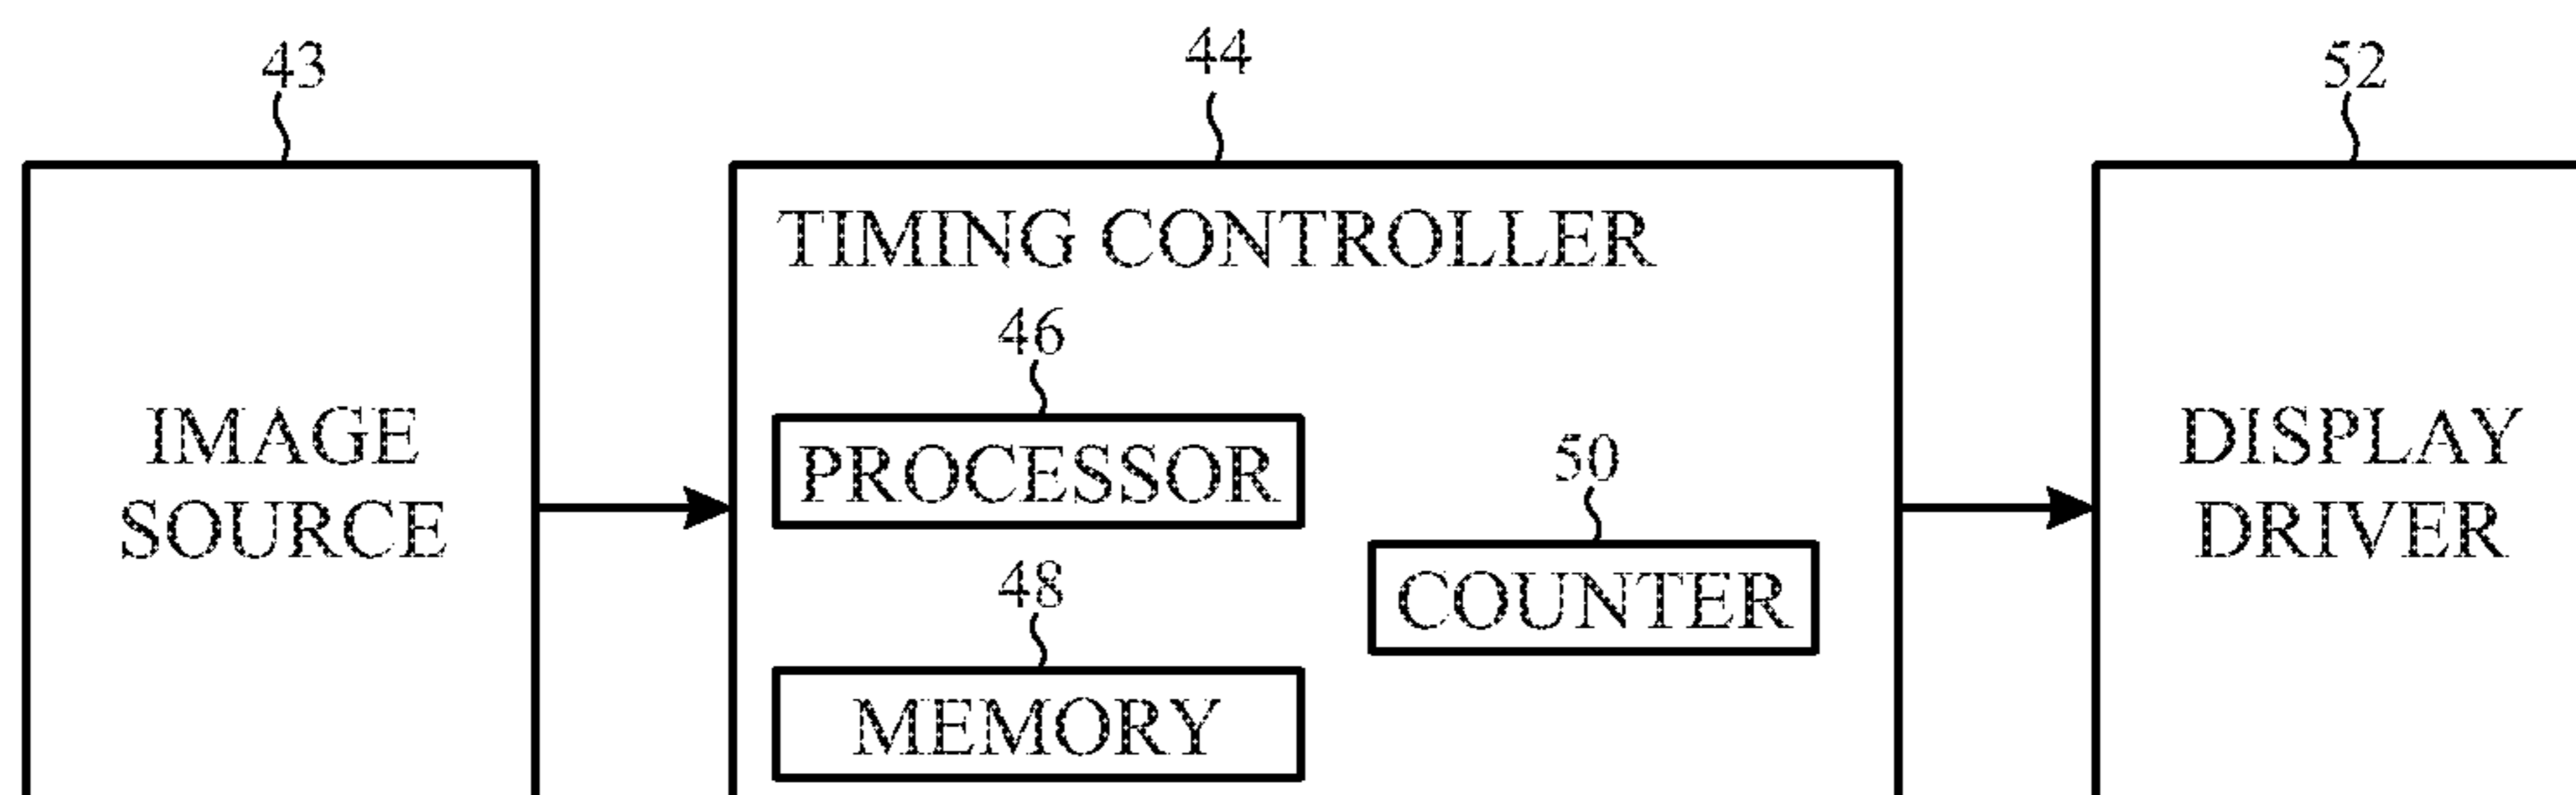 43
44
52
TIMING CONTROLLER
46
IMAGE
SOURCE
PROCESSOR
50
COUNTER
48
MEMORY
DISPLAY
DRIVER